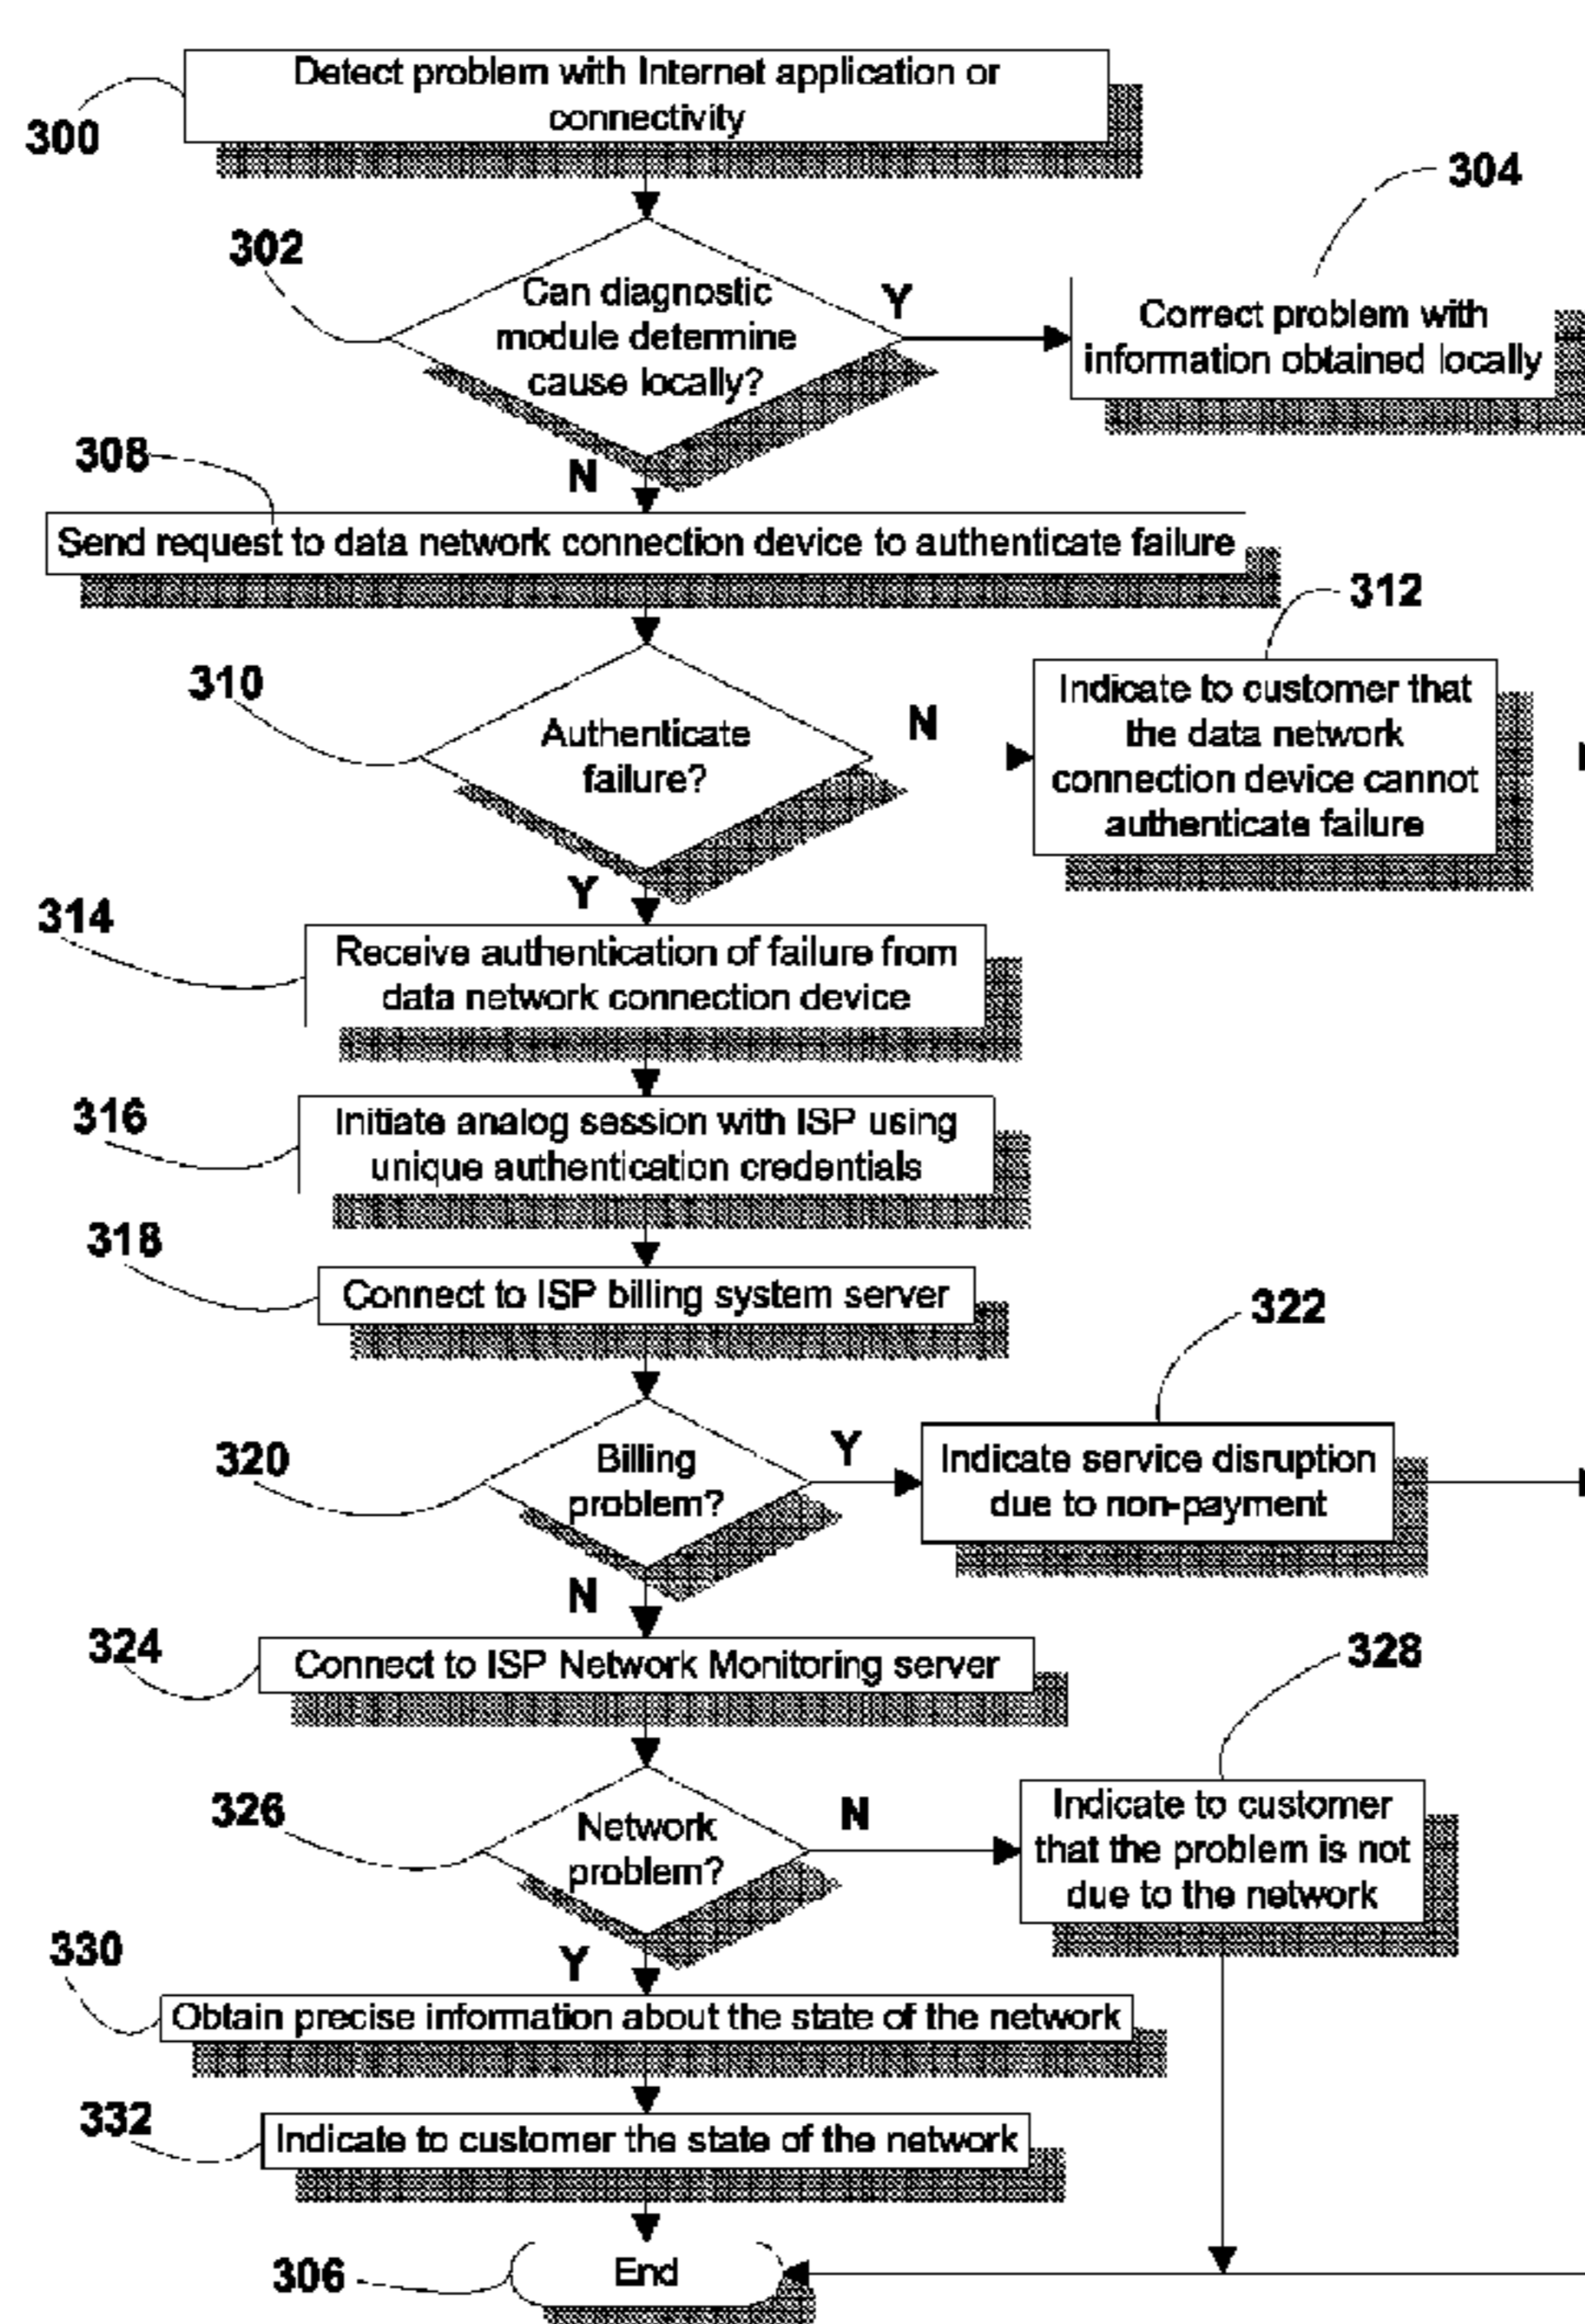 Detect problem with Internet application or
connectivity
300
304
302
Can diagnostic
module determine
cause locally?
Y
Correct problem with
information obtained locally
308
N
Send request to data network connection device to authenticate failure
312
310
Authenticate
failure?
N
Indicate to customer that
the data network
connection device cannot
authenticate failure
Y
314
Receive authentication of failure from
data network connection device
316
Initiate analog session with ISP using
unique authentication credentials
318
Connect to ISP billing system server
322
320
Billing
problem?
Y
Indicate service disruption
due to non-payment
N
324
Connect to ISP Network Monitoring server
328
326
Network
problem?
N
Indicate to customer
that the problem is not
due to the network
330
Y
Obtain precise information about the state of the network
332
Indicate to customer the state of the network
306
End